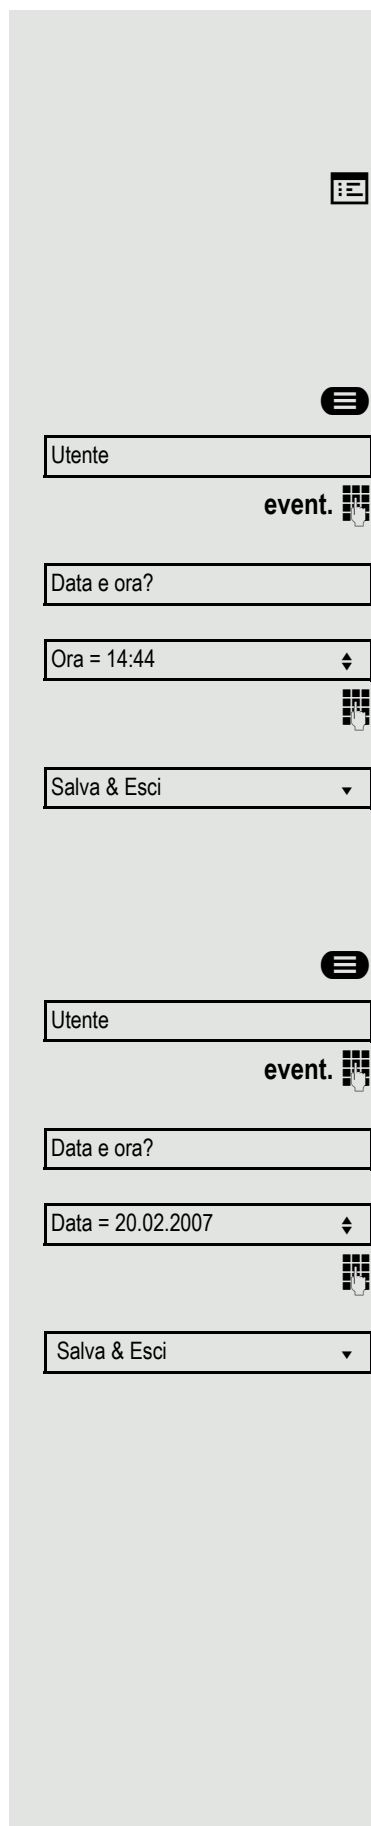 Utente
event.
Data e ora?
Ora = 14:44
Salva & Esci
Utente
event.
Data e ora?
Data = 20.02.2007
Salva & Esci